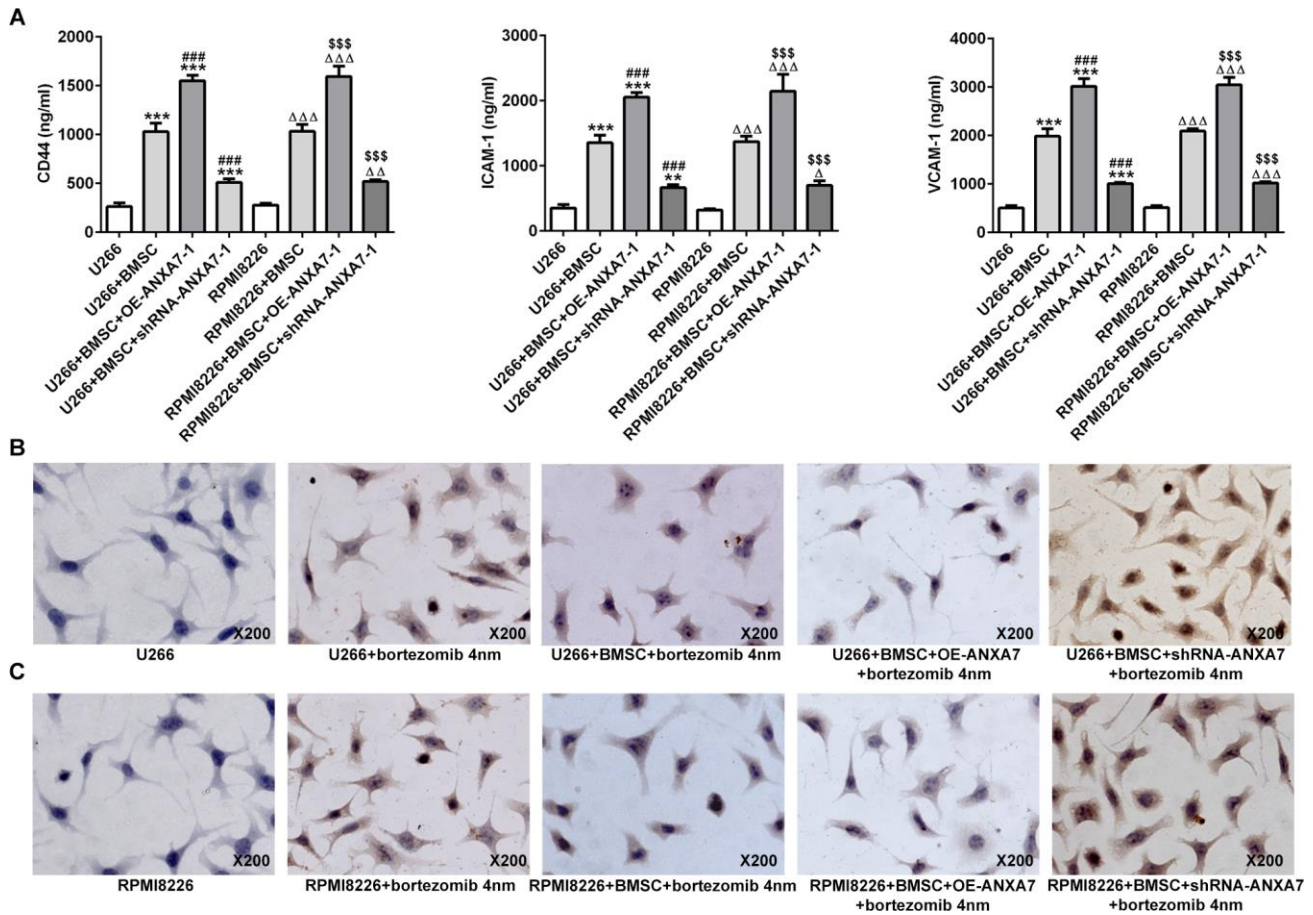 A
CD44 (ng/ml)
2000
1500
1000
500
0
***
###
***
###
***
ΔΔΔ
$$$
ΔΔΔ
$$$
ΔΔ
U266
U266+BMSC
U266+BMSC+OE-ANXA7-1
U266+BMSC+shRNA-ANXA7-1
RPMI8226
RPMI8226+BMSC
RPMI8226+BMSC+OE-ANXA7-1
RPMI8226+BMSC+shRNA-ANXA7-1
ICAM-1 (ng/ml)
3000
2000
1000
0
***
###
***
###
**
ΔΔΔ
$$$
ΔΔΔ
$$$
Δ
U266
U266+BMSC
U266+BMSC+OE-ANXA7-1
U266+BMSC+shRNA-ANXA7-1
RPMI8226
RPMI8226+BMSC
RPMI8226+BMSC+OE-ANXA7-1
RPMI8226+BMSC+shRNA-ANXA7-1
VCAM-1 (ng/ml)
4000
3000
2000
1000
0
***
###
***
###
***
ΔΔΔ
$$$
ΔΔΔ
$$$
ΔΔΔ
U266
U266+BMSC
U266+BMSC+OE-ANXA7-1
U266+BMSC+shRNA-ANXA7-1
RPMI8226
RPMI8226+BMSC
RPMI8226+BMSC+OE-ANXA7-1
RPMI8226+BMSC+shRNA-ANXA7-1
B
X200
U266
X200
U266+bortezomib 4nm
X200
U266+BMSC+bortezomib 4nm
X200
U266+BMSC+OE-ANXA7
+bortezomib 4nm
X200
U266+BMSC+shRNA-ANXA7
+bortezomib 4nm
C
X200
RPMI8226
X200
RPMI8226+bortezomib 4nm
X200
RPMI8226+BMSC+bortezomib 4nm
X200
RPMI8226+BMSC+OE-ANXA7
+bortezomib 4nm
X200
RPMI8226+BMSC+shRNA-ANXA7
+bortezomib 4nm